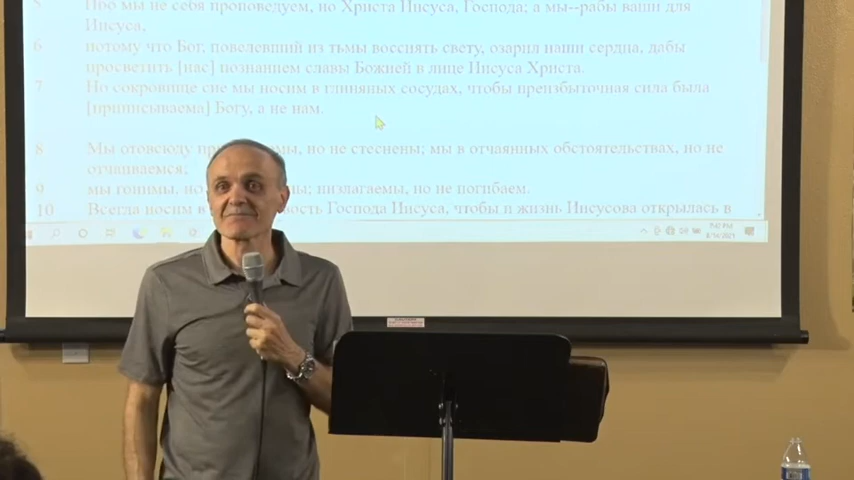 5 Ибо мы не себя проповедуем, но Христа Иисуса, Господа; а мы--рабы ваши для
Иисуса,
6 потому что Бог, повелевший из тьмы воссиять свету, озарил наши сердца, дабы
просветить [нас] познанием славы Божией в лице Иисуса Христа.
7 Но сокровище сие мы носим в глиняных сосудах, чтобы преизбыточная сила была
[приписываема] Богу, а не нам.
8 Мы отовсюду но не стеснены; мы в отчаянных обстоятельствах, но не
отчаиваемся;
9 мы гонимы, но низлагаемы, но не погибаем.
10 Всегда носим в Господа Иисуса, чтобы и жизнь Иисусова открылась в
7:42 PM